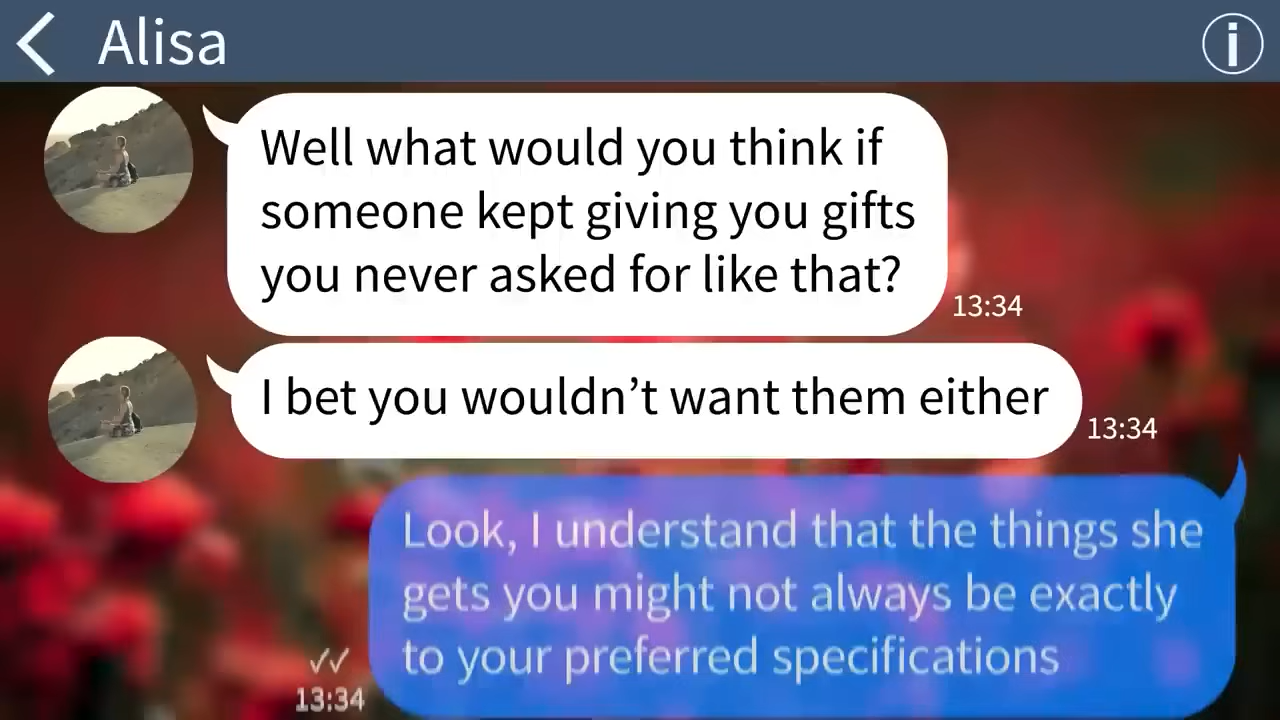 Alisa
Well what would you think if
someone kept giving you gifts
you never asked for like that?
13:34
I bet you wouldn’t want them either
13:34
Look, I understand that the things she
gets you might not always be exactly
to your preferred specifications
13:34